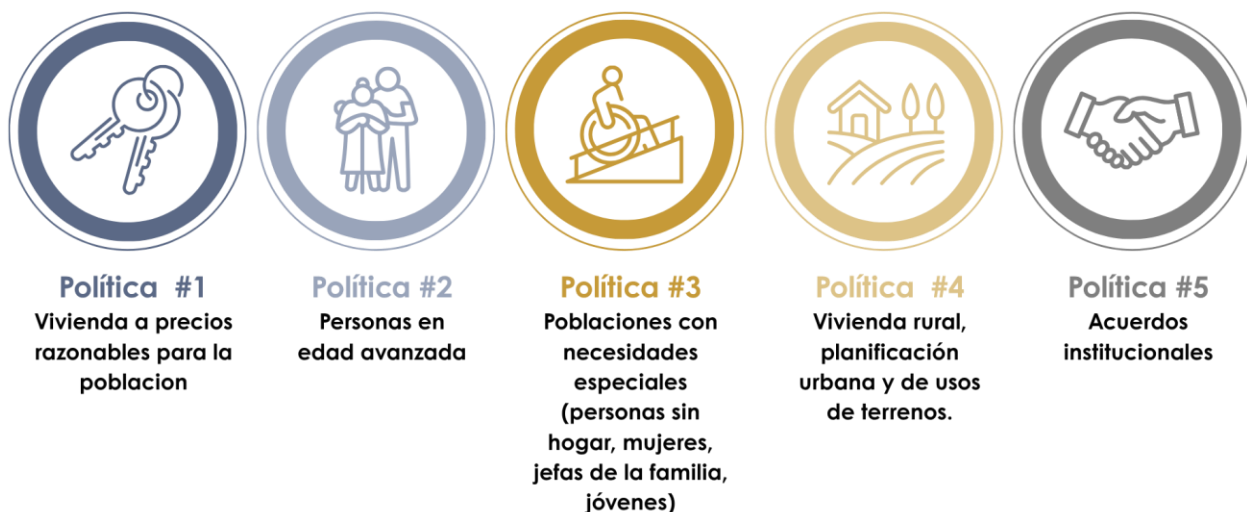 Política #1
Vivienda a precios
razonables para la
poblacion
Política #2
Personas en
edad avanzada
Política #3
Poblaciones con
necesidades
especiales
(personas sin
hogar, mujeres,
jefas de la familia,
jóvenes)
Política #4
Vivienda rural,
planificación
urbana y de usos
de terrenos.
Política #5
Acuerdos
institucionales